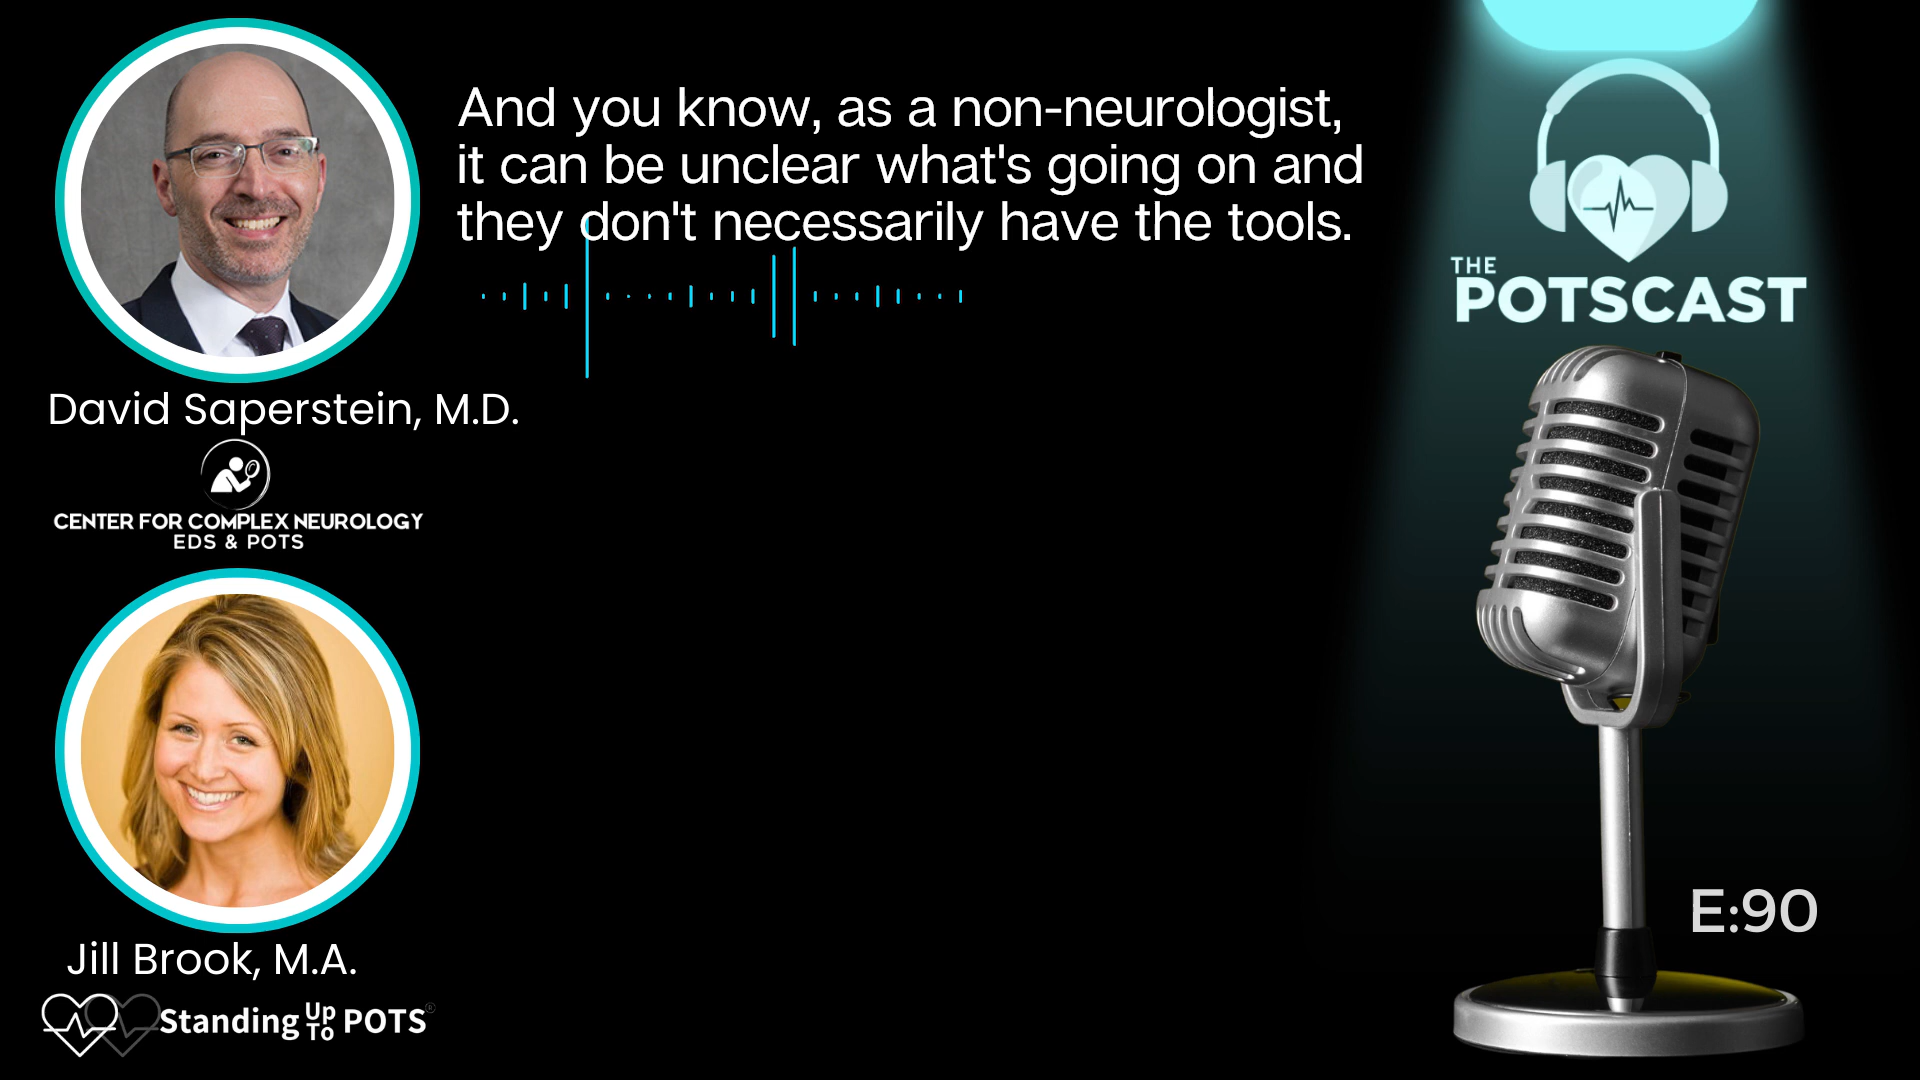 And you know, as a non-neurologist,
it can be unclear what's going on and
they don't necessarily have the tools.
THE
POTSCAST
David Saperstein, M.D.
CENTER FOR COMPLEX NEUROLOGY
EDS & POTS
Jill Brook, M.A.
Standing Up To POTS®
E:90